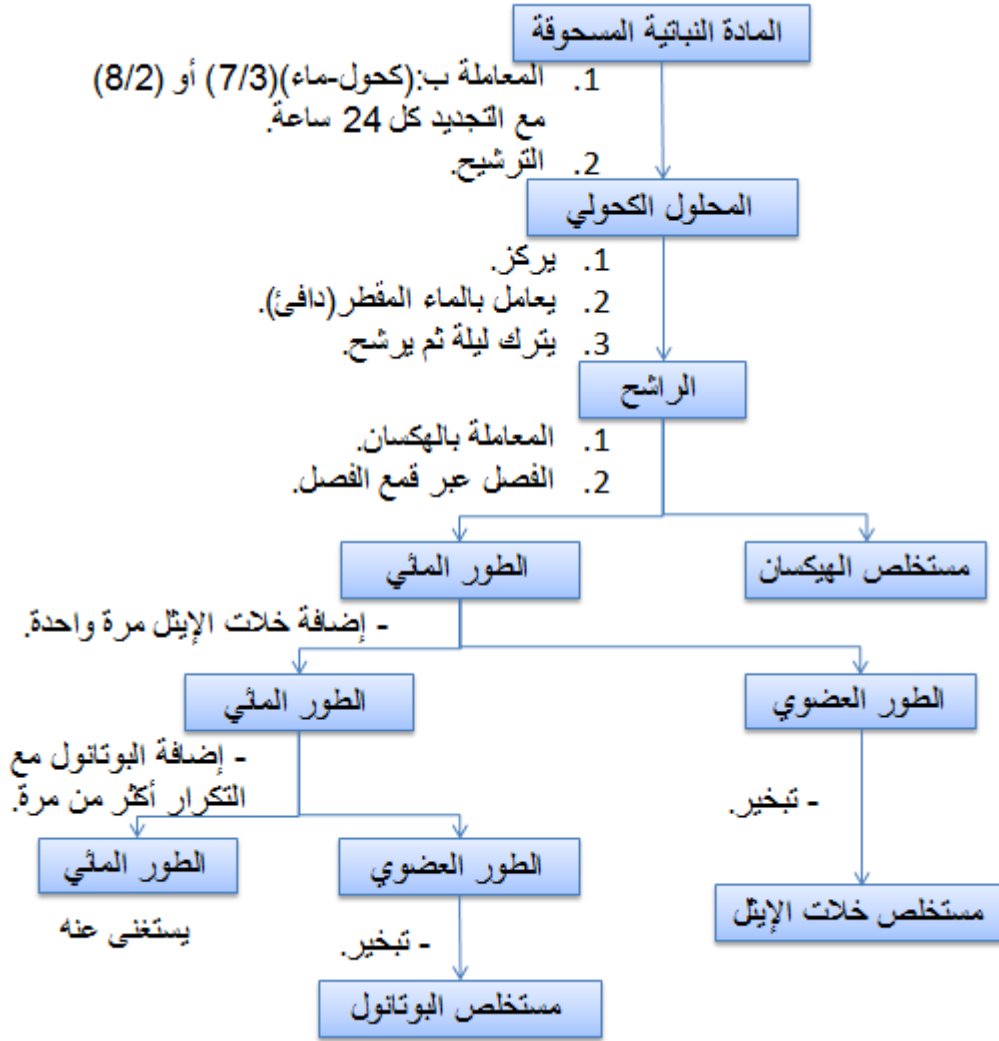 المادة النباتية المسحوقة
1. المعاملة ب:(كحول-ماء)(7/3) أو (8/2)
مع التجديد كل 24 ساعة.
2. الترشيح.
المحلول الكحولي
1. يركز.
2. يعامل بالماء المقطر(دافئ).
3. يترك ليلة ثم يرشح.
الراشح
1. المعاملة بالهكسان.
2. الفصل عبر قمع الفصل.
مستخلص الهيكسان
الطور المائي
- إضافة خلات الإيثل مرة واحدة.
الطور العضوي
الطور المائي
- إضافة البوتانول مع
التكرار أكثر من مرة.
- تبخير.
الطور العضوي
الطور المائي
مستخلص خلات الإيثل
يستغنى عنه
- تبخير.
مستخلص البوتانول